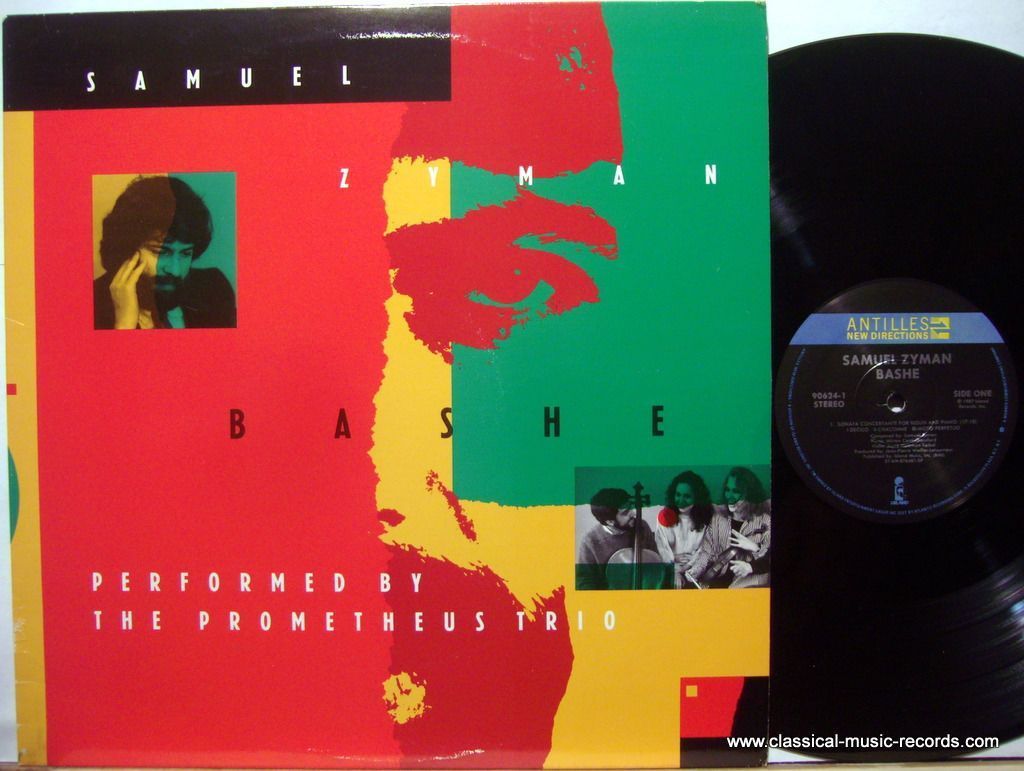 SAMUEL
ZYMAN
BASHE
PERFORMED BY
THE PROMETHEUS TRIO
ANTILLES
NEW DIRECTIONS
SAMUEL ZYMAN
BASHE
90624-1
STEREO
SIDE ONE
www.classical-music-records.com